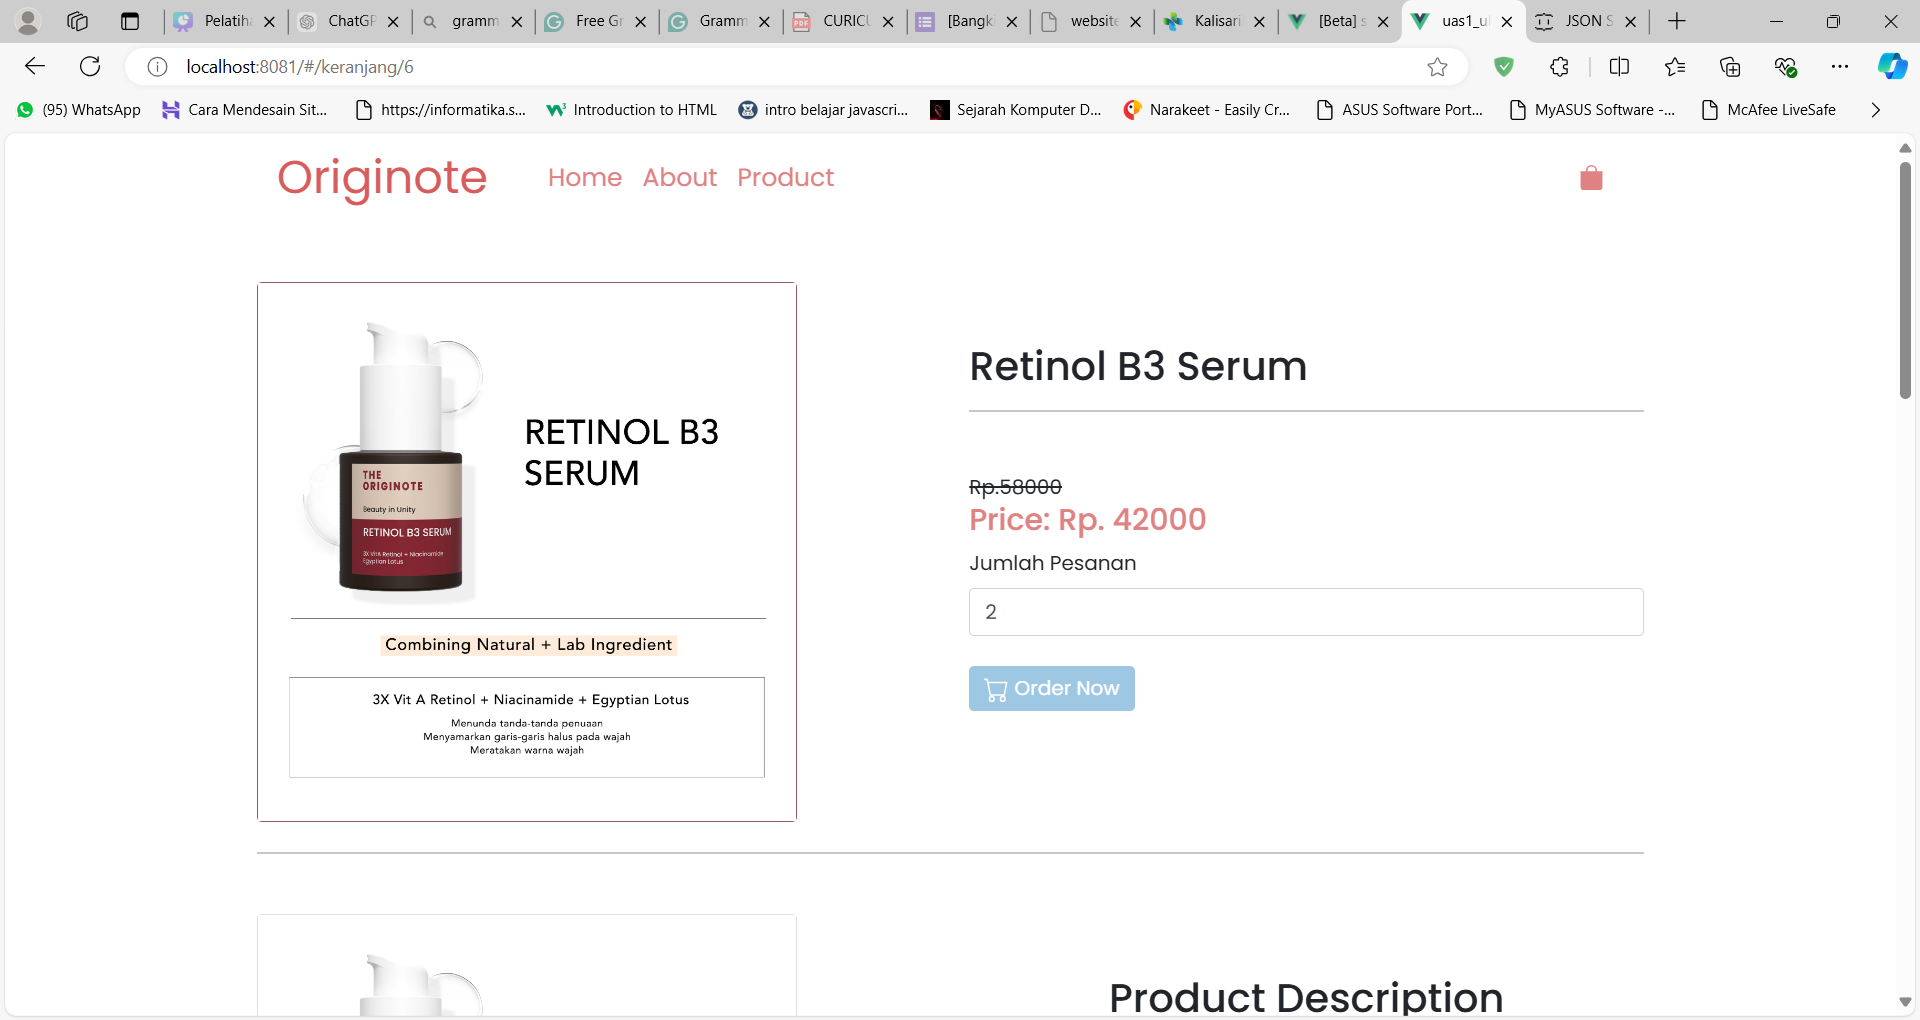 Pelatih
ChatGP
gramm
Free Gr
Gramm
CURICU
[Bangki
website
Kalisari
[Beta] s
uas1_ul
JSON S
localhost:8081/#/keranjang/6
(95) WhatsApp
Cara Mendesain Sit...
https://informatika.s...
Introduction to HTML
intro belajar javascri...
Sejarah Komputer D...
Narakeet - Easily Cr...
ASUS Software Port...
MyASUS Software -...
McAfee LiveSafe
Originote
Home
About
Product
RETINOL B3
SERUM
THE
ORIGINOTE
Beauty in Unity
RETINOL B3 SERUM
3X VitA Retinol + Niacinamide
Egyptian Lotus
Combining Natural + Lab Ingredient
3X Vit A Retinol + Niacinamide + Egyptian Lotus
Menunda tanda-tanda penuaan
Menyamarkan garis-garis halus pada wajah
Meratakan warna wajah
Retinol B3 Serum
Rp.58000
Price: Rp. 42000
Jumlah Pesanan
2
Order Now
Product Description